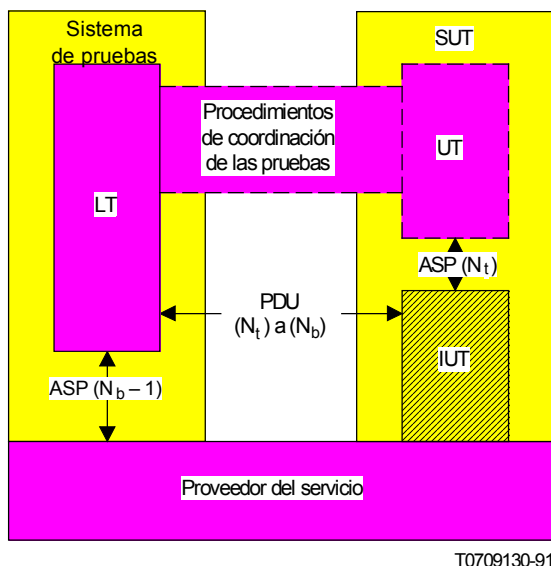 Sistema
de pruebas
SUT
Procedimientos
de coordinación
de las pruebas
UT
LT
ASP (Nt)
PDU
(Nt) a (Nb)
IUT
ASP (Nb – 1)
Proveedor del servicio
T0709130-91